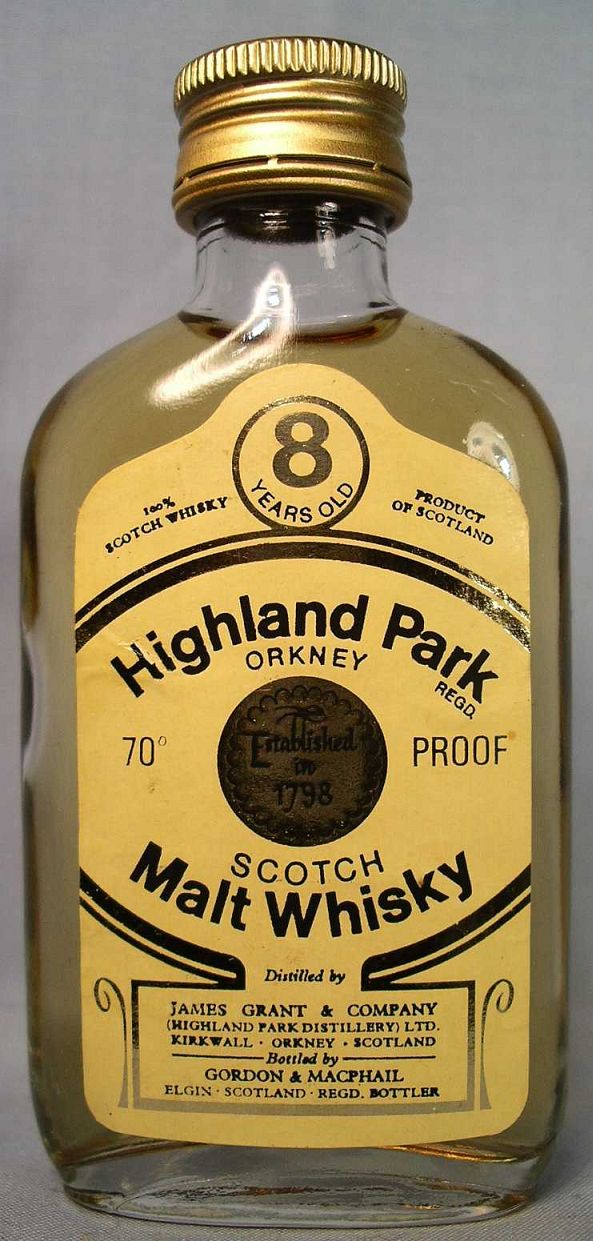 8
YEARS OLD
100%
SCOTCH WHISKY
PRODUCT
OF SCOTLAND
Highland Park
REGD.
ORKNEY
70° PROOF
Established
in
1798
SCOTCH
Malt Whisky
Distilled by
JAMES GRANT & COMPANY
(HIGHLAND PARK DISTILLERY) LTD.
KIRKWALL · ORKNEY · SCOTLAND
Bottled by
GORDON & MACPHAIL
ELGIN · SCOTLAND · REGD. BOTTLER